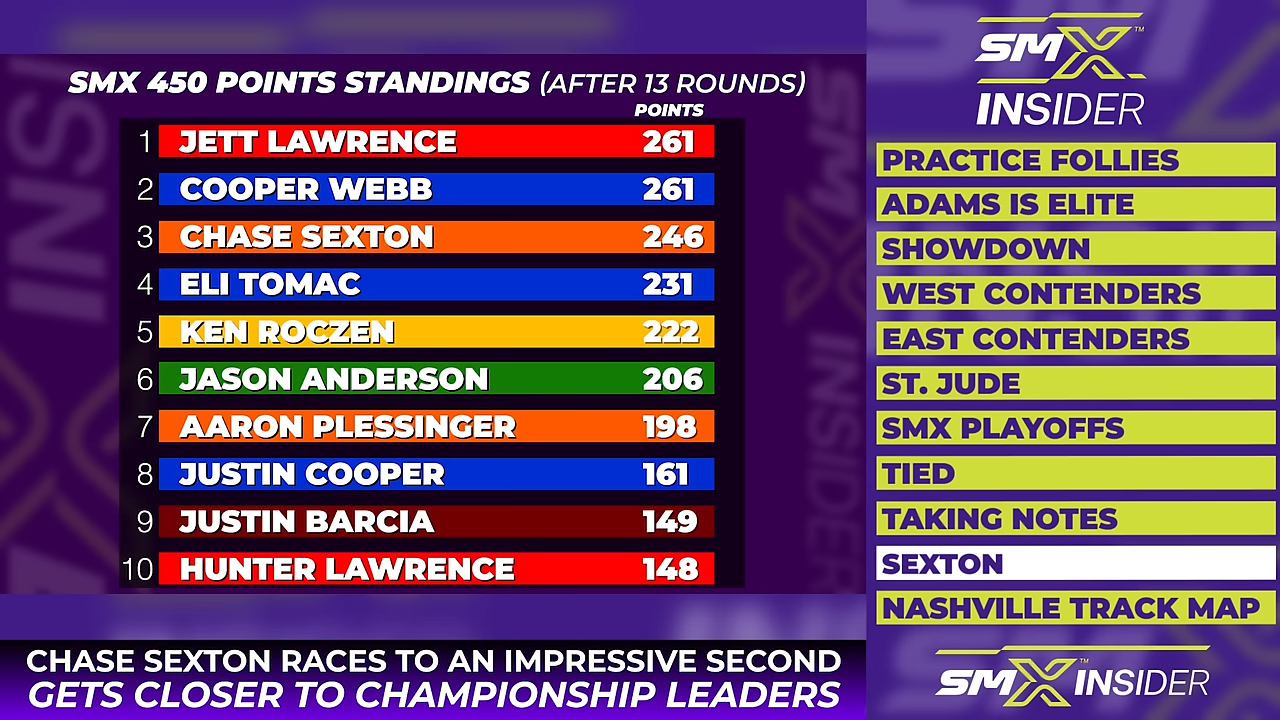 SMX 450 POINTS STANDINGS (AFTER 13 ROUNDS)
POINTS
1 JETT LAWRENCE 261
2 COOPER WEBB 261
3 CHASE SEXTON 246
4 ELI TOMAC 231
5 KEN ROCZEN 222
6 JASON ANDERSON 206
7 AARON PLESSINGER 198
8 JUSTIN COOPER 161
9 JUSTIN BARCIA 149
10 HUNTER LAWRENCE 148
CHASE SEXTON RACES TO AN IMPRESSIVE SECOND
GETS CLOSER TO CHAMPIONSHIP LEADERS
SMX™
INSIDER
PRACTICE FOLLIES
ADAMS IS ELITE
SHOWDOWN
WEST CONTENDERS
EAST CONTENDERS
ST. JUDE
SMX PLAYOFFS
TIED
TAKING NOTES
SEXTON
NASHVILLE TRACK MAP
SMX™ INSIDER